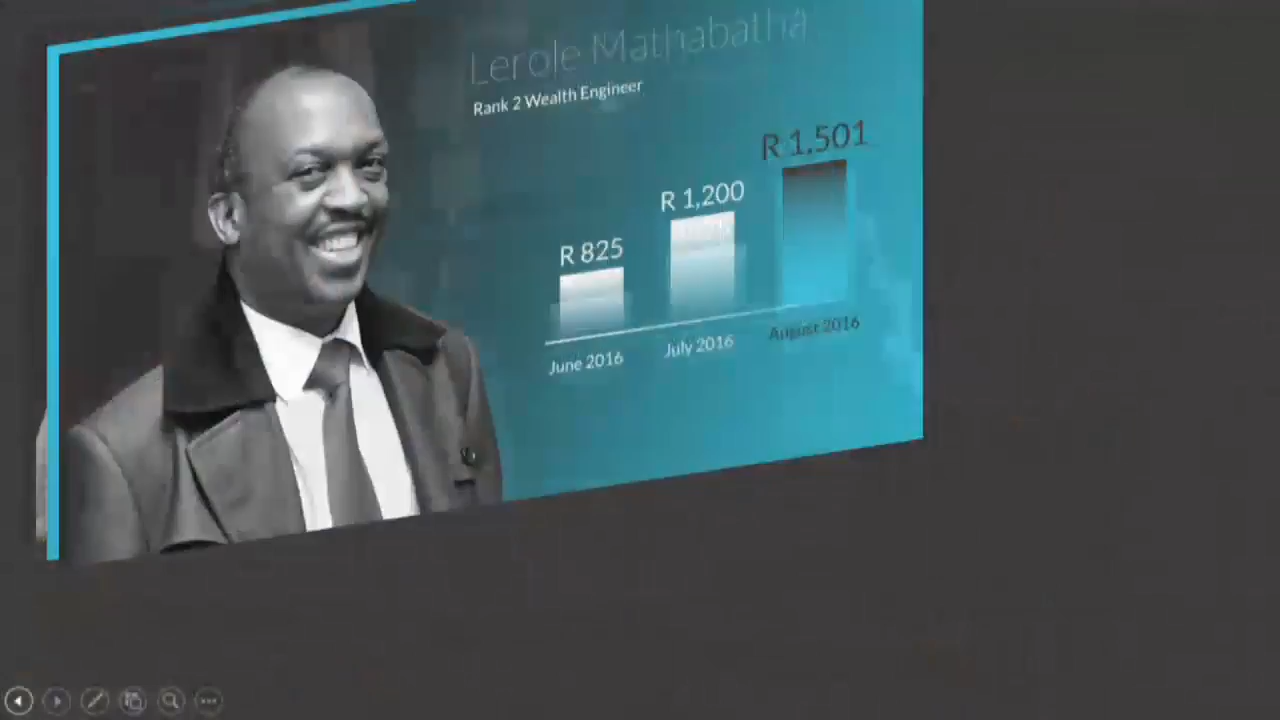 Lerole Mathabatha
Rank 2 Wealth Engineer
R 1,501
R 1,200
R 825
June 2016
July 2016
August 2016